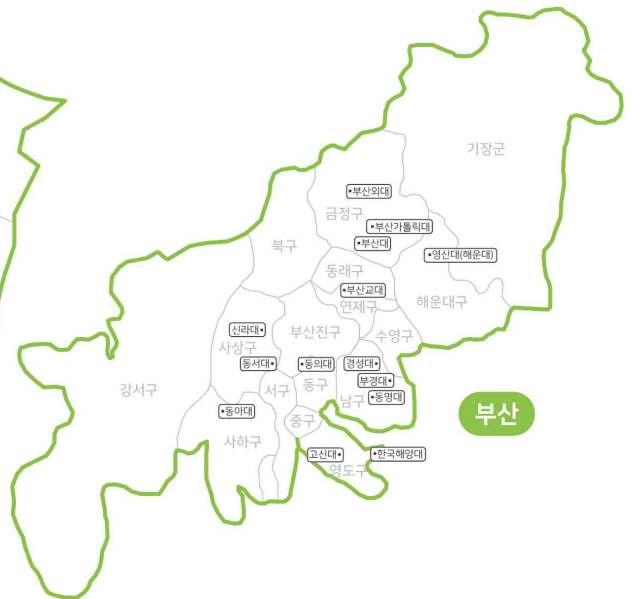 기장군
▪부산외대
금정구
▪부산가톨릭대
▪부산대
북구
▪영산대(해운대)
동래구
▪부산교대
해운대구
연제구
신라대▪
부산진구
수영구
사상구
동서대▪
▪동의대
경성대▪
강서구
서구
동구
부경대▪
남구
▪동명대
▪동아대
부산
중구
사하구
고신대▪
▪한국해양대
영도구